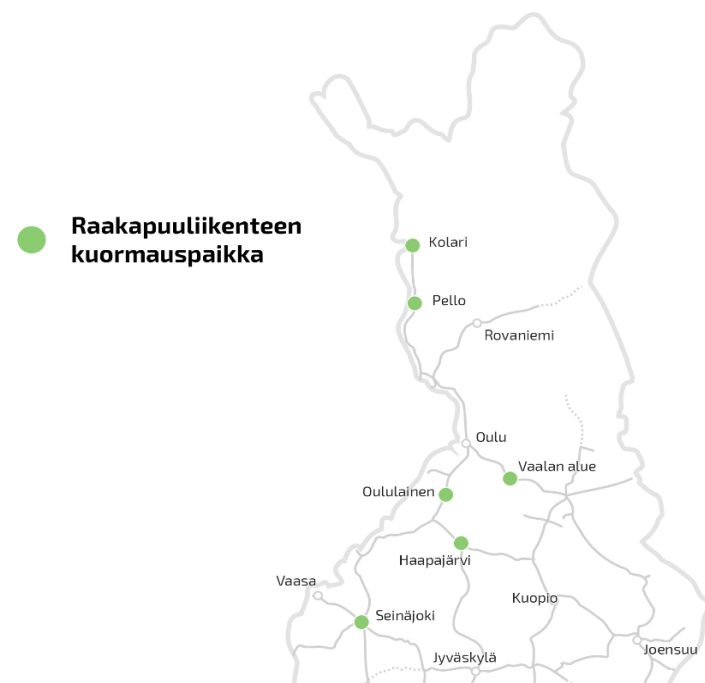 Raakapuuliikenteen
kuormauspaikka
Kolari
Pello
Rovaniemi
Oulu
Vaalan alue
Oululainen
Haapajärvi
Vaasa
Kuopio
Seinäjoki
Joensuu
Jyväskylä